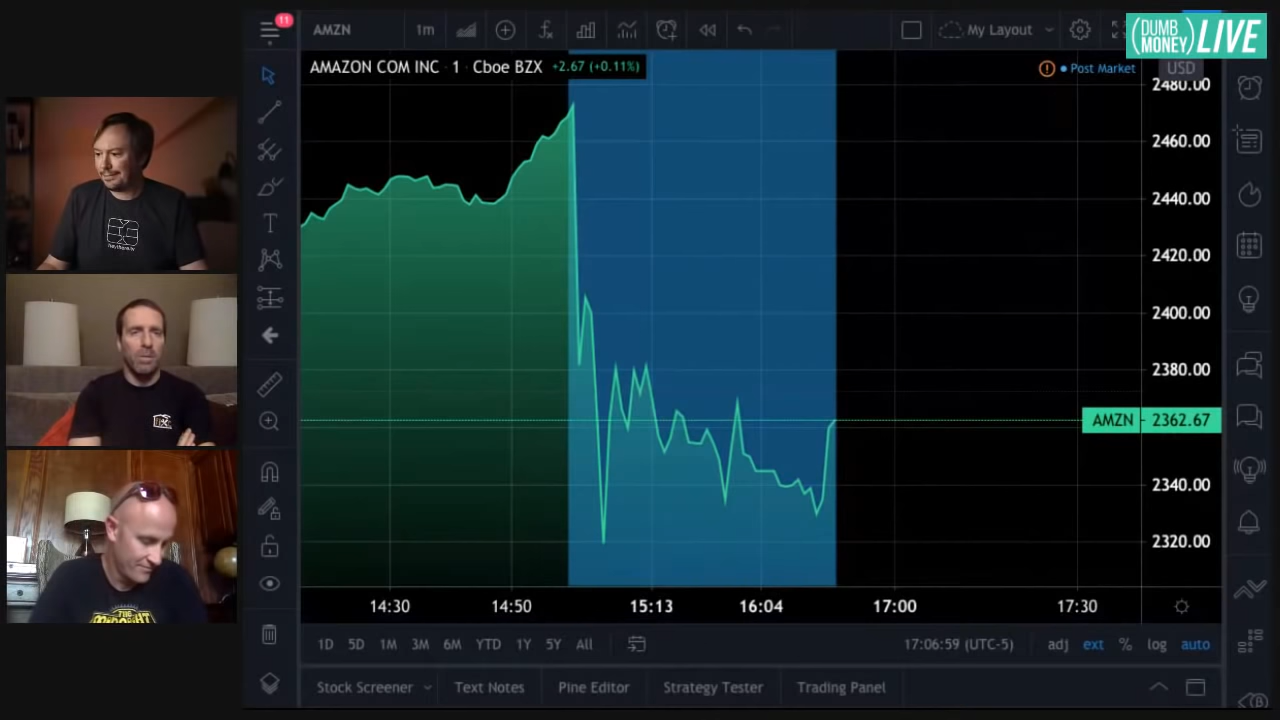 11
AMZN
1m
My Layout
(DUMB MONEY) LIVE
AMAZON COM INC · 1 · Cboe BZX +2.67 (+0.11%)
Post Market
USD
2480.00
2460.00
2440.00
2420.00
2400.00
2380.00
AMZN 2362.67
2340.00
2320.00
14:30 14:50 15:13 16:04 17:00 17:30
1D 5D 1M 3M 6M YTD 1Y 5Y All
17:06:59 (UTC-5) adj ext % log auto
Stock Screener Text Notes Pine Editor Strategy Tester Trading Panel